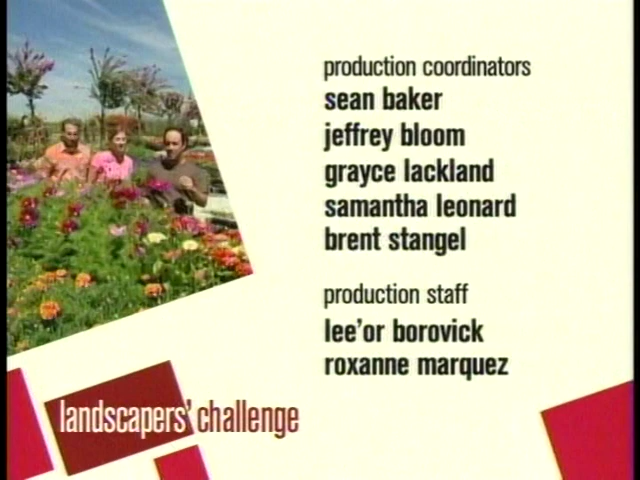 production coordinators
sean baker
jeffrey bloom
grayce lackland
samantha leonard
brent stangel
production staff
lee'or borovick
roxanne marquez
landscapers' challenge